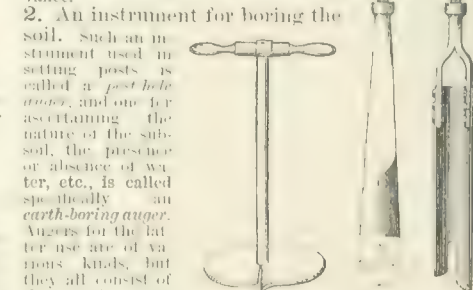 2. An instrument for boring the
soil. Such an in-
strument used in
setting posts is
called a post-hole
auger, and one for
ascertaining the
nature of the sub-
soil, the presence
or absence of wa-
ter, etc., is called
specifically an
earth-boring auger.
Augers for the lat-
ter use are of va-
rious kinds, but
they all consist of